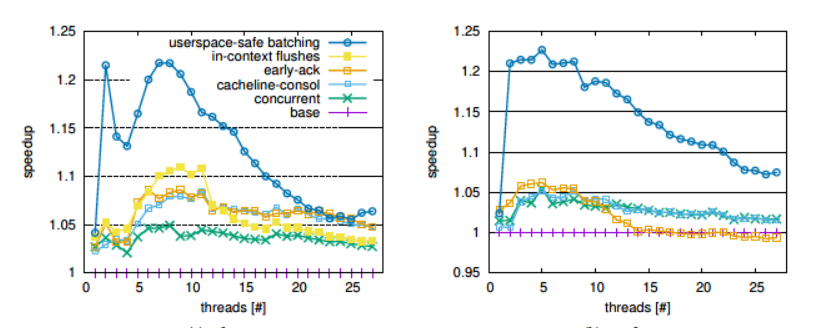 1.25
1.2
1.15
1.1
1.05
1
speedup
userspace-safe batching
in-context flushes
early-ack
cacheline-consol
concurrent
base
0 5 10 15 20 25
threads [#]
1.25
1.2
1.15
1.1
1.05
1
0.95
speedup
0 5 10 15 20 25
threads [#]